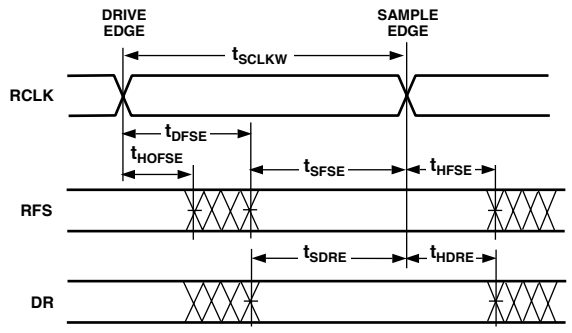 DRIVE EDGE
SAMPLE EDGE
tSCLKW
RCLK
tDFSE
tHOFSE
tSFSE
tHFSE
RFS
tSDRE
tHDRE
DR